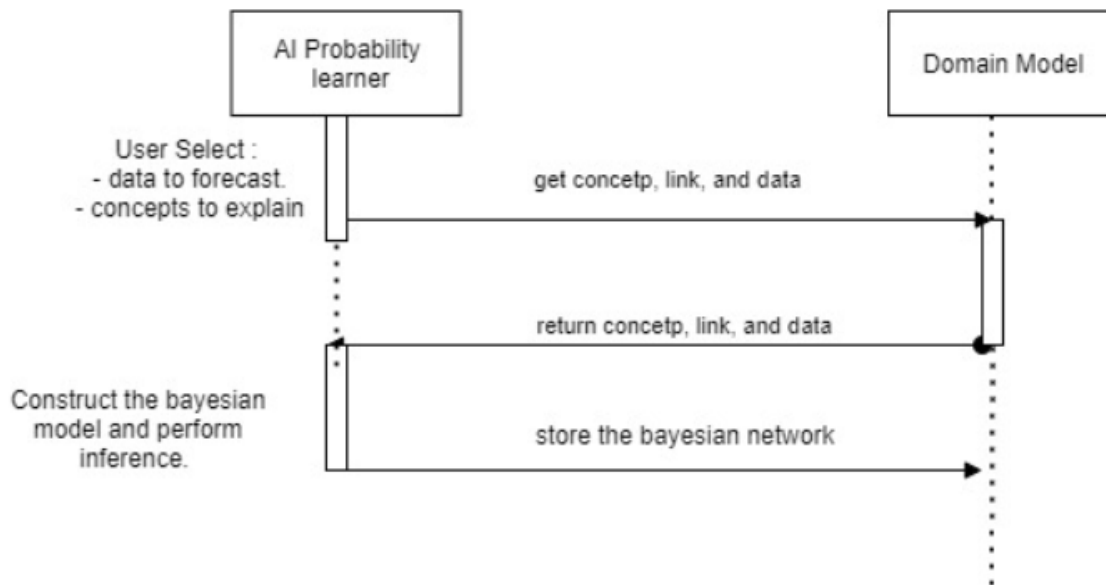 AI Probability
learner
Domain Model
User Select :
- data to forecast.
- concepts to explain
get concetp, link, and data
return concetp, link, and data
Construct the bayesian
model and perform
inference.
store the bayesian network